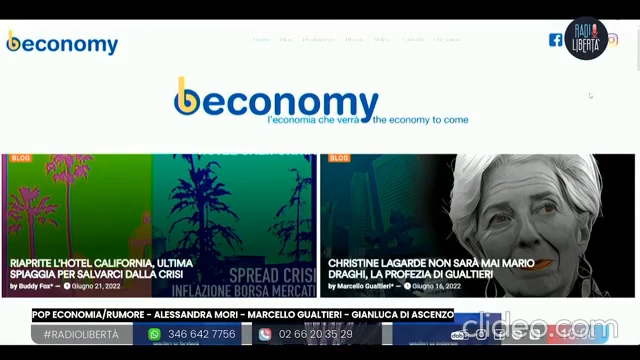 beconomy
RADIO
LIBERTÀ
beconomy
l'economia che verrà the economy to come
BLOG
RIAPRITE L'HOTEL CALIFORNIA, ULTIMA
SPIAGGIA PER SALVARCI DALLA CRISI
by Buddy Fox* — Giugno 21, 2022
SPREAD CRISI
INFLAZIONE BORSA MERCATI
BLOG
CHRISTINE LAGARDE NON SARÀ MAI MARIO
DRAGHI, LA PROFEZIA DI GUALTIERI
by Marcello Gualtieri* — Giugno 16, 2022
POP ECONOMIA/RUMORE - ALESSANDRA MORI - MARCELLO GUALTIERI - GIANLUCA DI ASCENZO
#RADIOLIBERTÀ 346 642 7756 02 66 20 35 29
clideo.com